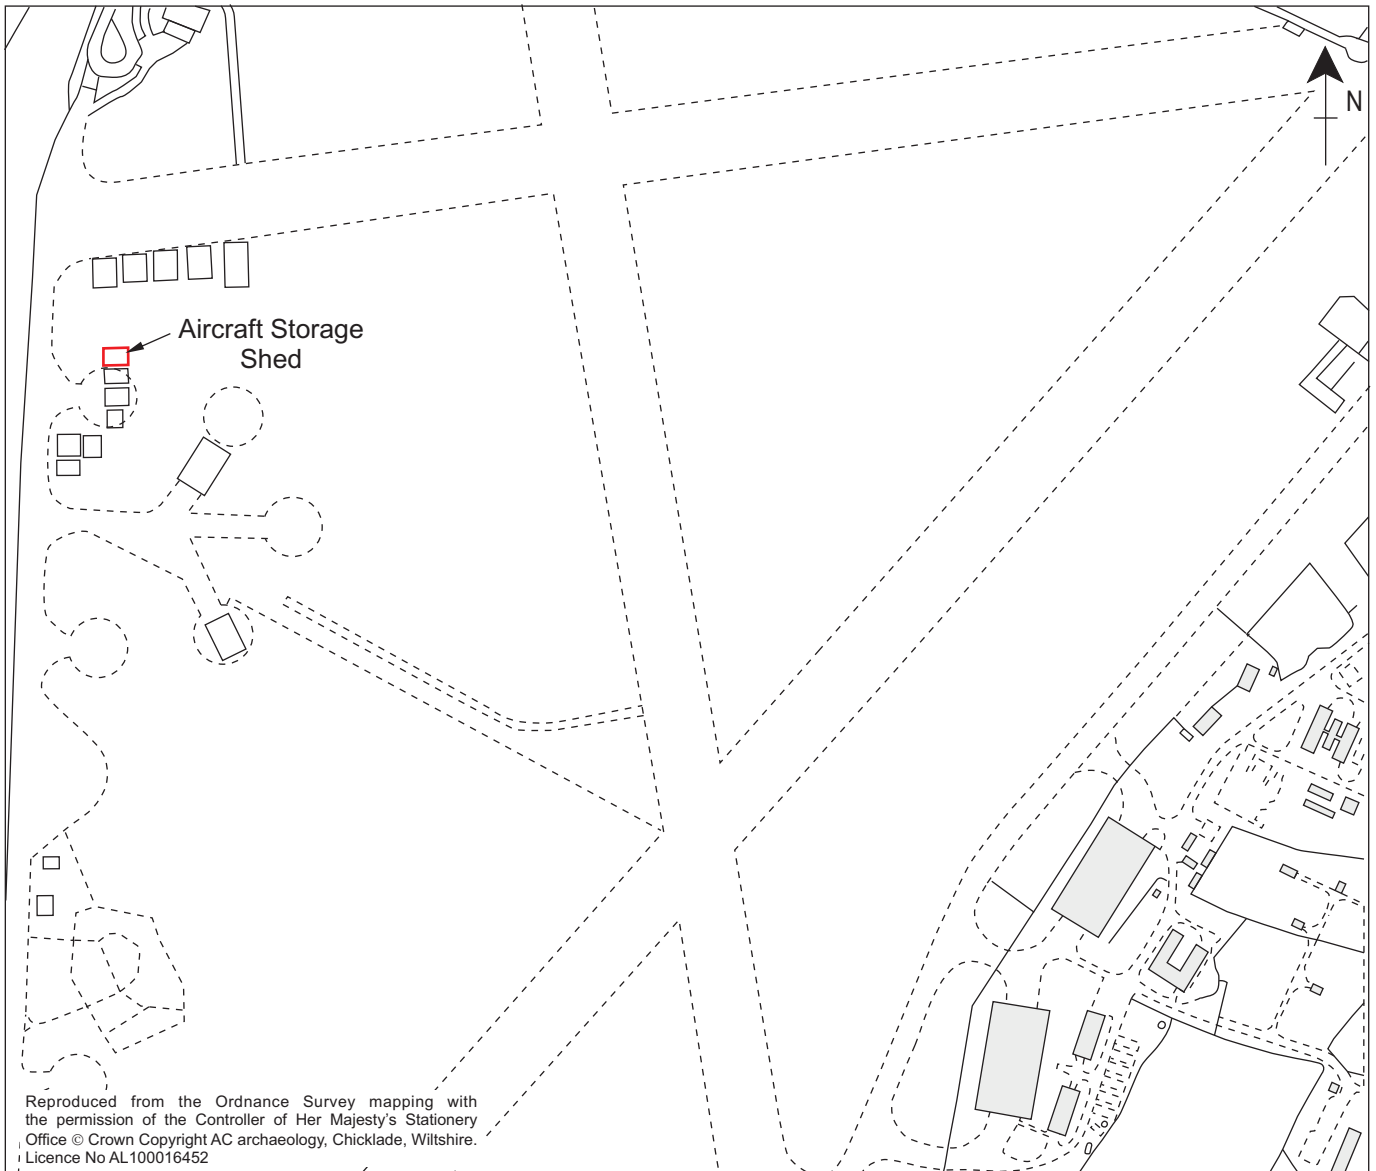 N
Aircraft Storage
Shed
Reproduced from the Ordnance Survey mapping with
the permission of the Controller of Her Majesty's Stationery
Office © Crown Copyright AC archaeology, Chicklade, Wiltshire.
Licence No AL100016452